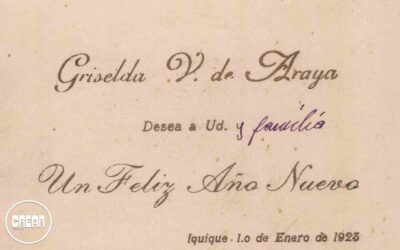 Griselda V. de Araya
Desea a Ud. y familia
Un Feliz Año Nuevo
CREAR
Iquique 1.o de Enero de 1923